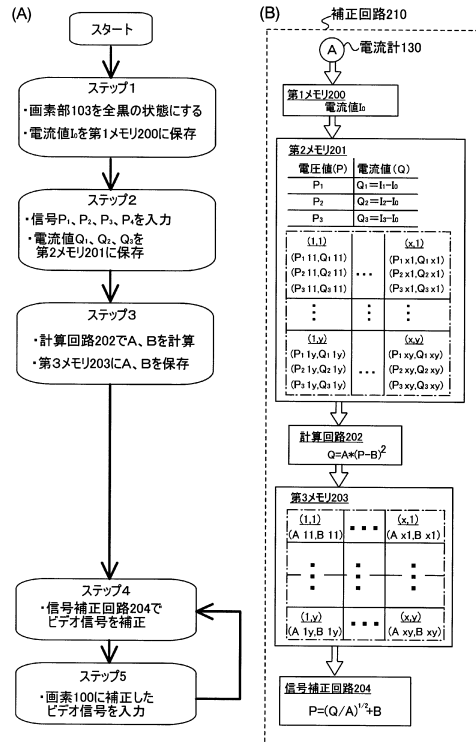 (A)
スタート
ステップ1
・画素部103を全黒の状態にする
・電流値I₀を第1メモリ200に保存
ステップ2
・信号P₁、P₂、P₃、P₄を入力
・電流値Q₁、Q₂、Q₃を
第2メモリ201に保存
ステップ3
・計算回路202でA、Bを計算
・第3メモリ203にA、Bを保存
ステップ4
・信号補正回路204で
ビデオ信号を補正
ステップ5
・画素100に補正した
ビデオ信号を入力
(B)
補正回路210
A
電流計130
第1メモリ200
電流値I₀
第2メモリ201
電圧値(P) 電流値(Q)
P₁ Q₁=I₁-I₀
P₂ Q₂=I₂-I₀
P₃ Q₃=I₃-I₀
(1,1) (x,1)
(P₁ 11,Q₁ 11) (P₁ x1,Q₁ x1)
(P₂ 11,Q₂ 11) ••• (P₂ x1,Q₂ x1)
(P₃ 11,Q₃ 11) (P₃ x1,Q₃ x1)
(1,y) (x,y)
(P₁ 1y,Q₁ 1y) (P₁ xy,Q₁ xy)
(P₂ 1y,Q₂ 1y) ••• (P₂ xy,Q₂ xy)
(P₃ 1y,Q₃ 1y) (P₃ xy,Q₃ xy)
計算回路202
Q=A*(P-B)²
第3メモリ203
(1,1) ••• (x,1)
(A 11,B 11) (A x1,B x1)
(1,y) ••• (x,y)
(A 1y,B 1y) (A xy,B xy)
信号補正回路204
P=(Q/A)¹/²+B